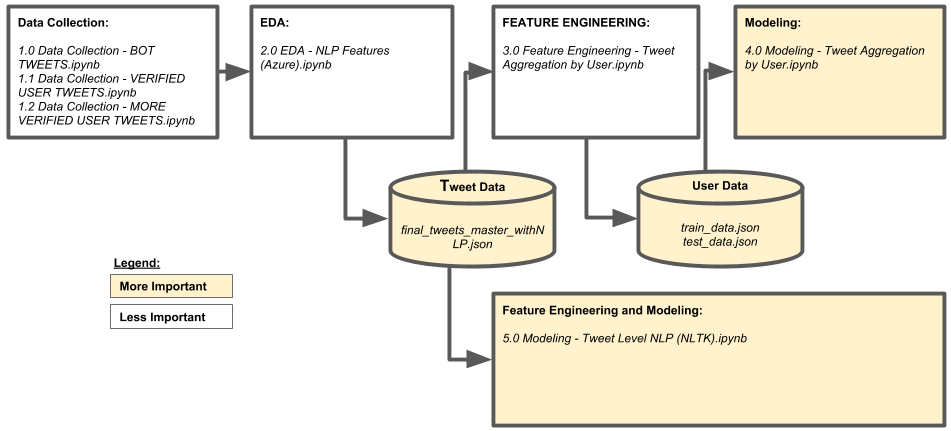 Data Collection:
1.0 Data Collection - BOT
TWEETS.ipynb
1.1 Data Collection - VERIFIED
USER TWEETS.ipynb
1.2 Data Collection - MORE
VERIFIED USER TWEETS.ipynb
EDA:
2.0 EDA - NLP Features
(Azure).ipynb
FEATURE ENGINEERING:
3.0 Feature Engineering - Tweet
Aggregation by User.ipynb
Modeling:
4.0 Modeling - Tweet Aggregation
by User.ipynb
Tweet Data
final_tweets_master_withN
LP.json
User Data
train_data.json
test_data.json
Legend:
More Important
Less Important
Feature Engineering and Modeling:
5.0 Modeling - Tweet Level NLP (NLTK).ipynb